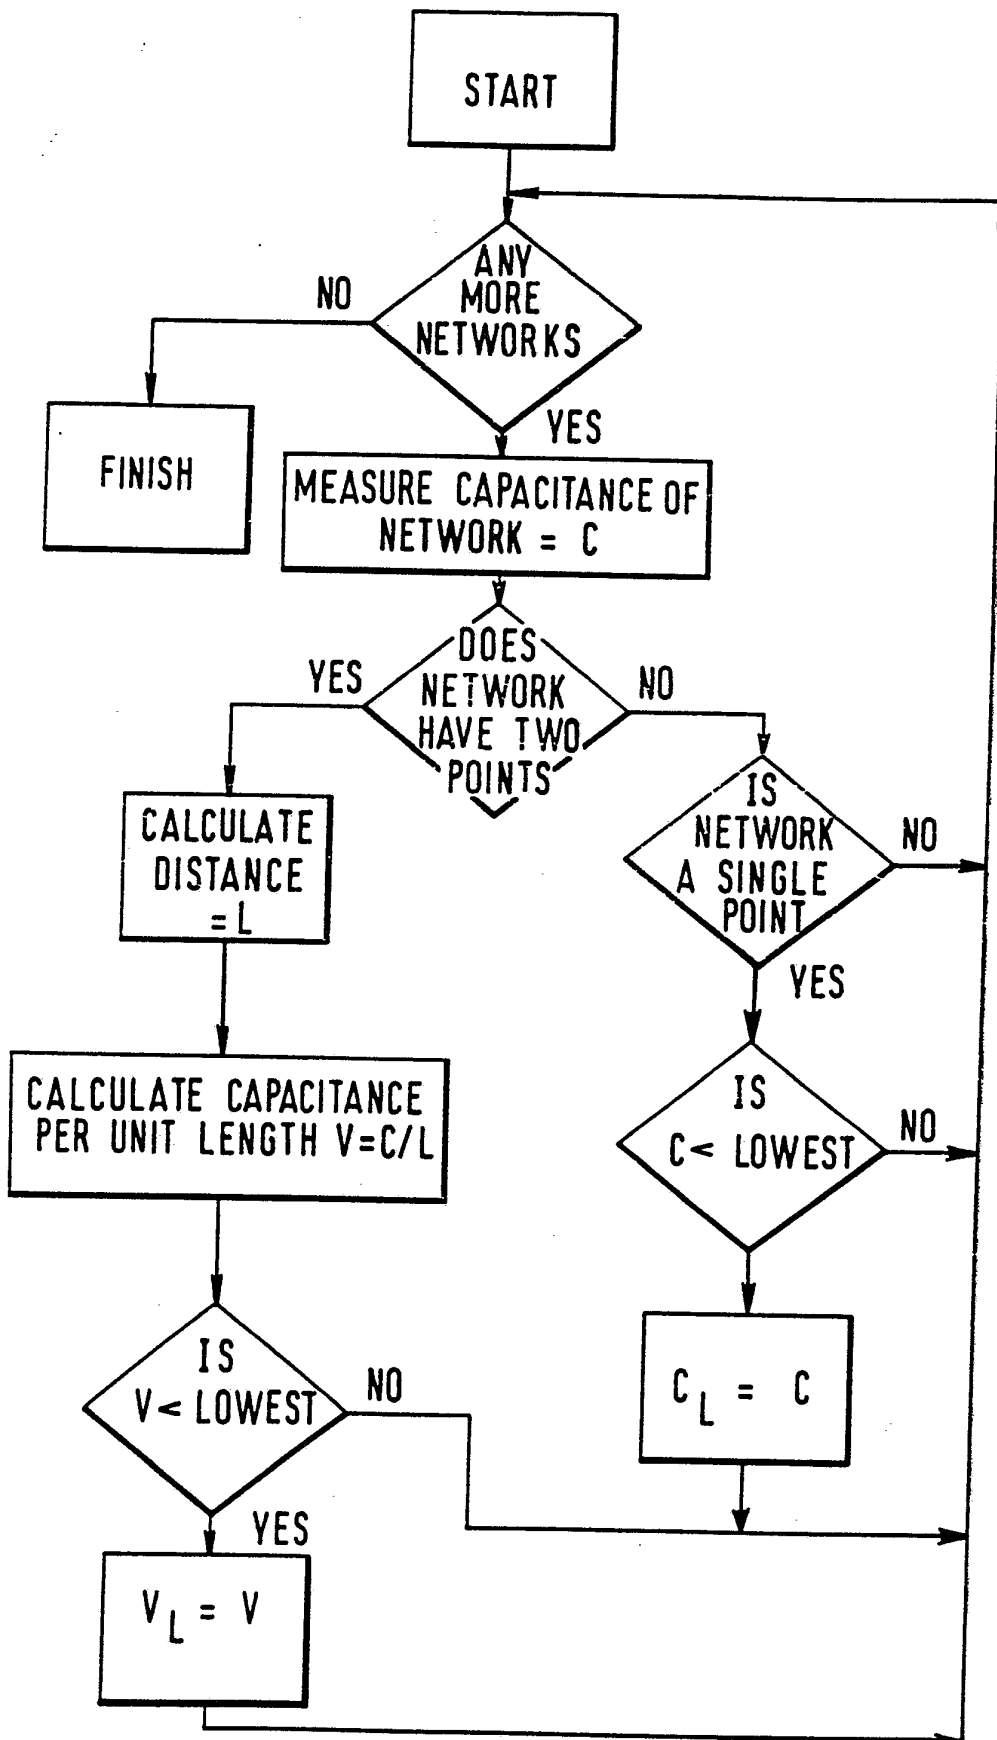 START
ANY
MORE
NETWORKS
NO
YES
FINISH
MEASURE CAPACITANCE OF
NETWORK = C
DOES
NETWORK
HAVE TWO
POINTS
YES
NO
CALCULATE
DISTANCE
= L
IS
NETWORK
A SINGLE
POINT
NO
YES
CALCULATE CAPACITANCE
PER UNIT LENGTH V=C/L
IS
C< LOWEST
NO
IS
V< LOWEST
NO
YES
C_L = C
V_L = V